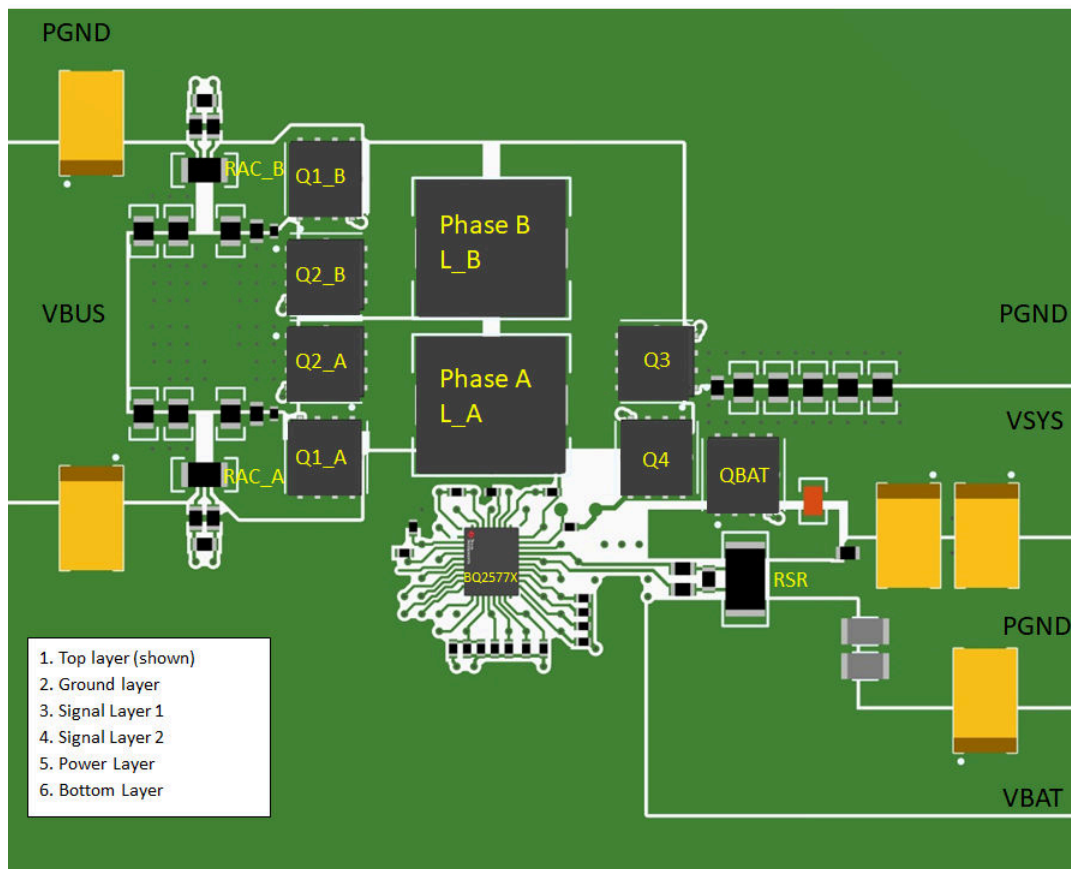 PGND
RAC_B
Q1_B
Phase B
L_B
Q2_B
VBUS
PGND
Q2_A
Phase A
L_A
Q3
VSYS
RAC_A
Q1_A
Q4
QBAT
BQ2577X
RSR
PGND
VBAT
1. Top layer (shown)
2. Ground layer
3. Signal Layer 1
4. Signal Layer 2
5. Power Layer
6. Bottom Layer